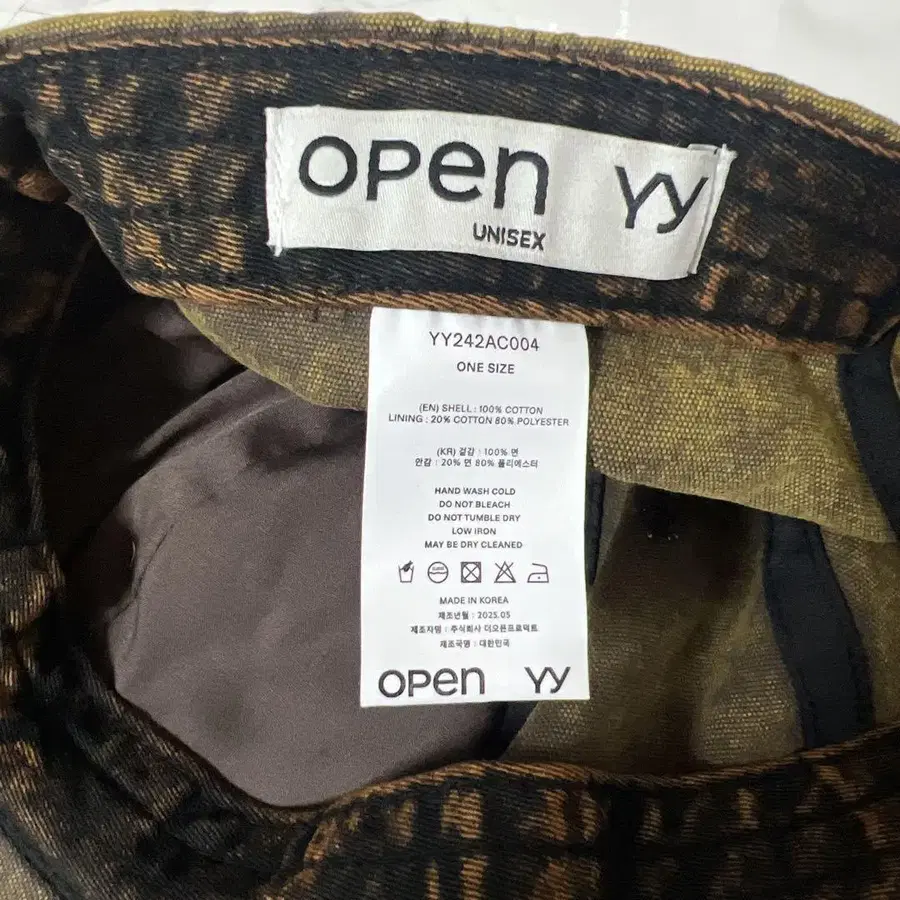 open YY
UNISEX
YY242AC004
ONE SIZE
(EN) SHELL : 100% COTTON
LINING : 20% COTTON 80% POLYESTER
(KR) 겉감 : 100% 면
안감 : 20% 면 80% 폴리에스터
HAND WASH COLD
DO NOT BLEACH
DO NOT TUMBLE DRY
LOW IRON
MAY BE DRY CLEANED
MADE IN KOREA
제조년월 : 2025.05
제조자명 : 주식회사 더오픈프로덕트
제조국명 : 대한민국
open YY